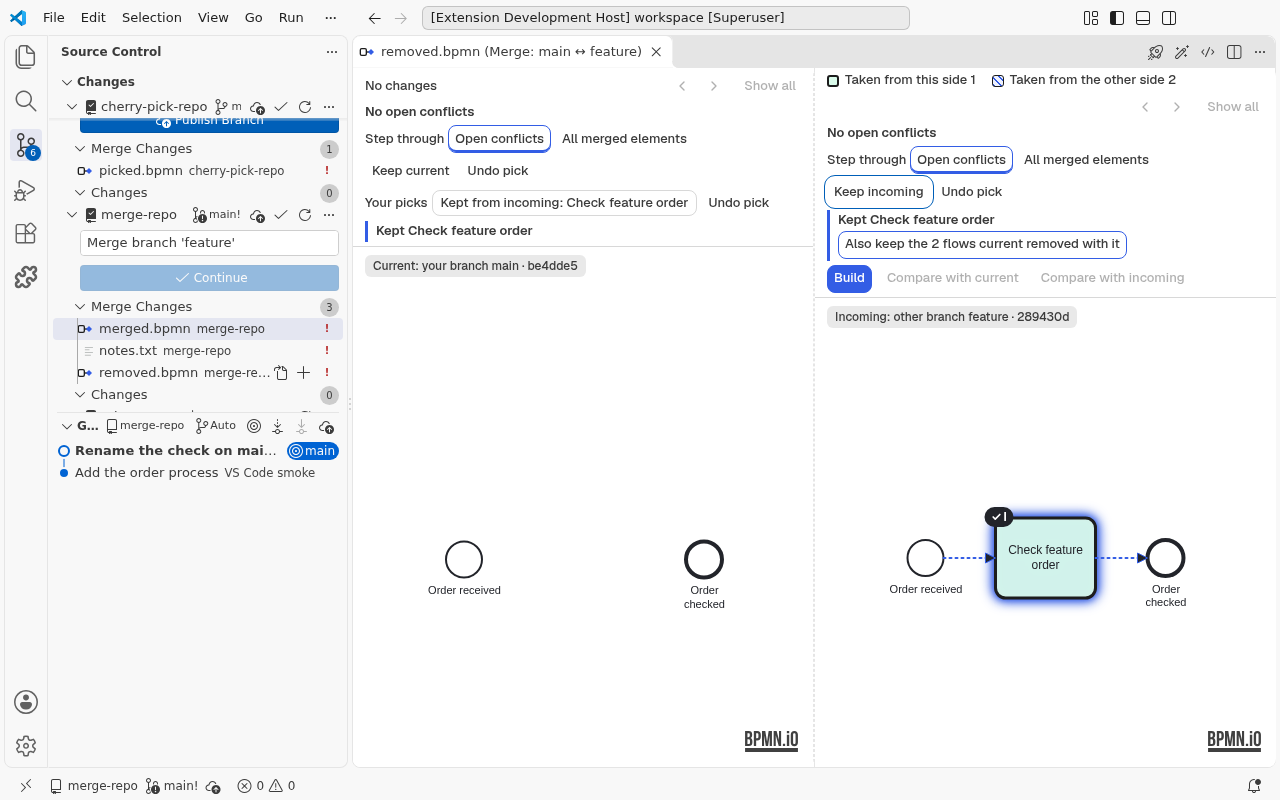 File Edit Selection View Go Run
[Extension Development Host] workspace [Superuser]
Source Control
Changes
cherry-pick-repo m
Publish Branch
Merge Changes 1
picked.bpmn cherry-pick-repo !
Changes 0
merge-repo main!
Merge branch 'feature'
Continue
Merge Changes 3
merged.bpmn merge-repo !
notes.txt merge-repo !
removed.bpmn merge-re... !
Changes 0
G... merge-repo Auto
Rename the check on mai... main
Add the order process VS Code smoke
removed.bpmn (Merge: main ↔ feature)
No changes Show all
No open conflicts
Step through Open conflicts All merged elements
Keep current Undo pick
Your picks Kept from incoming: Check feature order Undo pick
Kept Check feature order
Current: your branch main · be4dde5
Order received
Order
checked
BPMN.iO
Taken from this side 1 Taken from the other side 2
Show all
No open conflicts
Step through Open conflicts All merged elements
Keep incoming Undo pick
Kept Check feature order
Also keep the 2 flows current removed with it
Build Compare with current Compare with incoming
Incoming: other branch feature · 289430d
Check feature
order
Order received
Order
checked
BPMN.iO
6
merge-repo main! 0 0